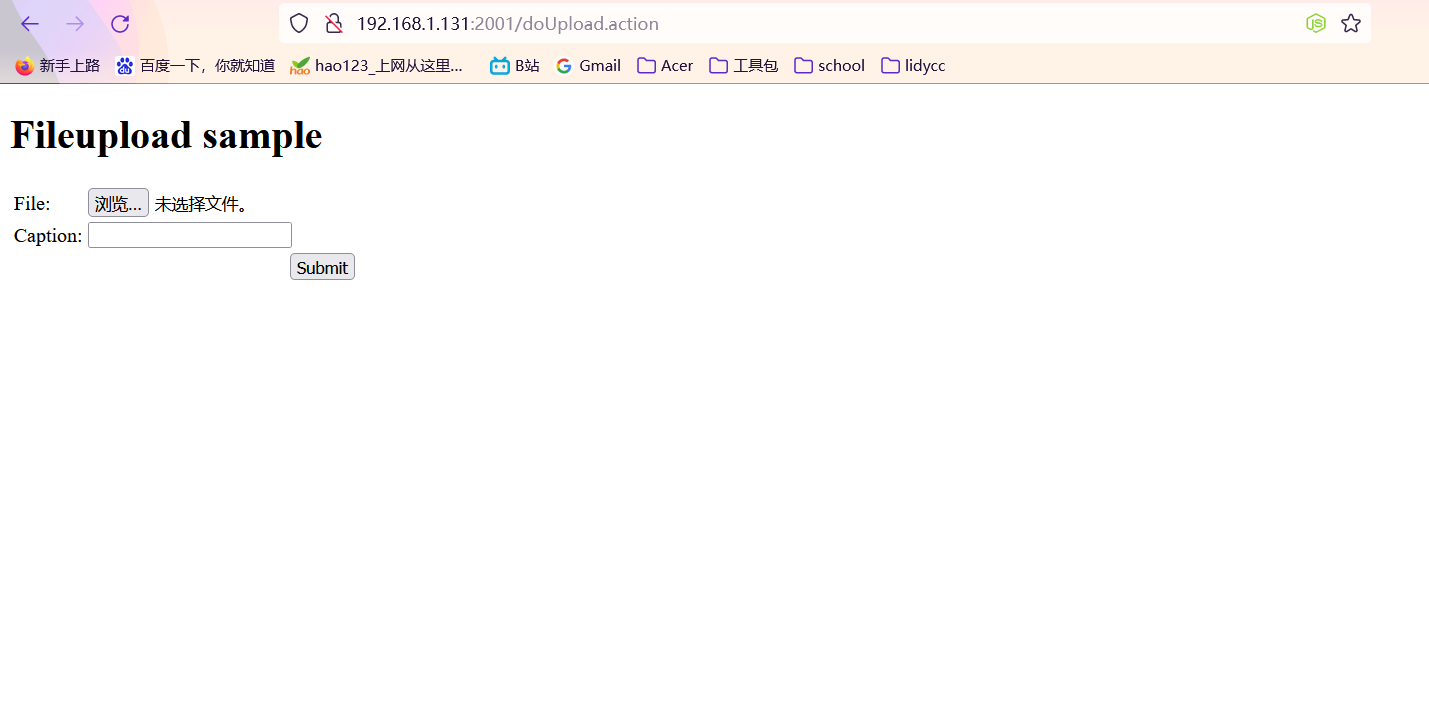 192.168.1.131:2001/doUpload.action
新手上路 百度一下，你就知道 hao123_上网从这里... B站 Gmail Acer 工具包 school lidycc
Fileupload sample
File: 浏览... 未选择文件。
Caption:
Submit